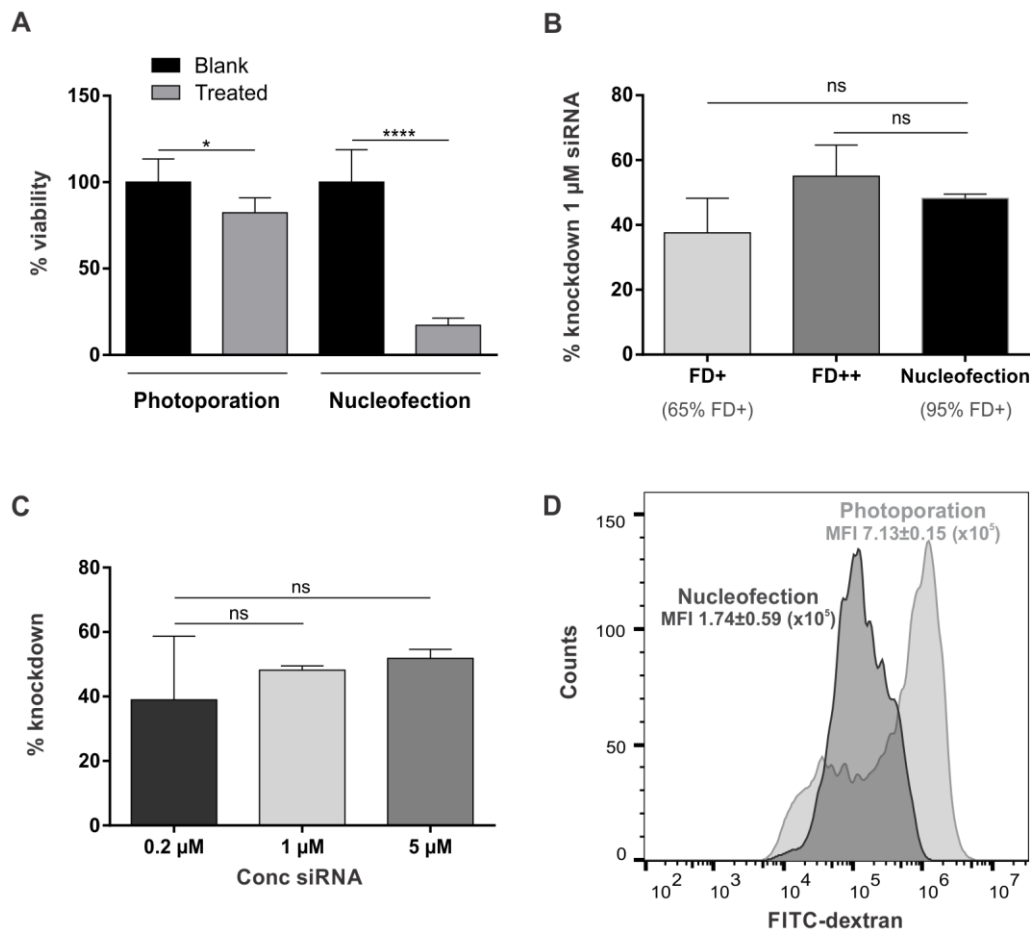 A
Blank
Treated
150
100
50
0
% viability
*
****
Photoporation
Nucleofection
B
80
60
40
20
0
% knockdown 1 µM siRNA
ns
ns
FD+
FD++
Nucleofection
(65% FD+)
(95% FD+)
C
80
60
40
20
0
% knockdown
ns
ns
0.2 µM
1 µM
5 µM
Conc siRNA
D
150
100
50
0
Counts
Photoporation
MFI 7.13±0.15 (x10⁵)
Nucleofection
MFI 1.74±0.59 (x10⁵)
10²
10³
10⁴
10⁵
10⁶
10⁷
FITC-dextran